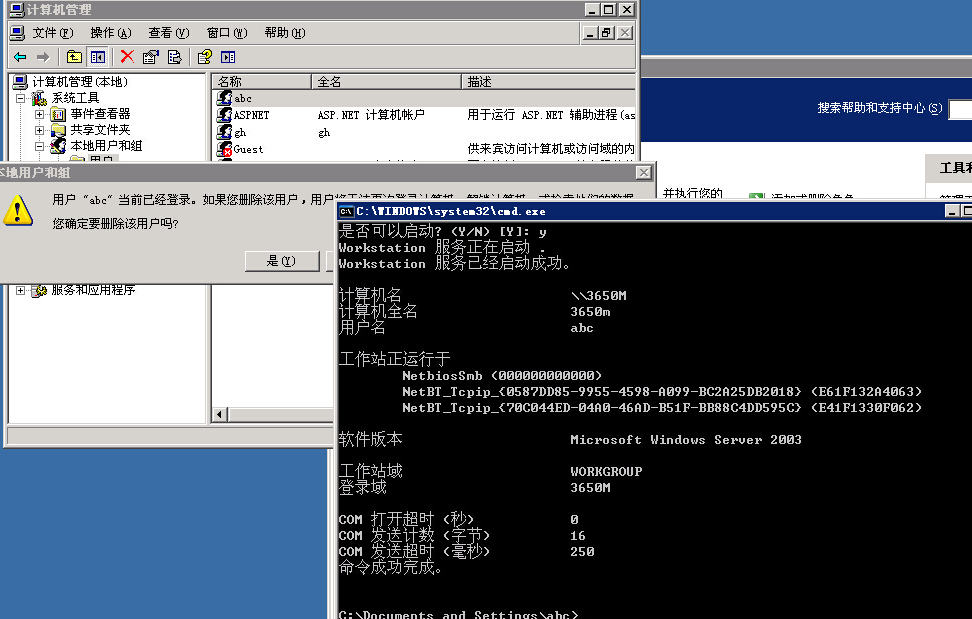 计算机管理
文件(F) 操作(A) 查看(V) 窗口(W) 帮助(H)
计算机管理(本地)
系统工具
事件查看器
共享文件夹
本地用户和组
用户
服务和应用程序
名称 全名 描述
abc
ASPNET ASP.NET 计算机帐户 用于运行 ASP.NET 辅助进程(as
gh gh
Guest 供来宾访问计算机或访问域的内
搜索帮助和支持中心(S)
工具和
并执行您的
添加或删除角色
本地用户和组
用户 “abc”当前已经登录。如果您删除该用户，用户
您确定要删除该用户吗?
是(Y)
C:\WINDOWS\system32\cmd.exe
是否可以启动? (Y/N) [Y]: y
Workstation 服务正在启动 .
Workstation 服务已经启动成功。
计算机名 \\3650M
计算机全名 3650m
用户名 abc
工作站正运行于
NetbiosSmb (000000000000)
NetBT_Tcpip_{0587DD85-9955-4598-A099-BC2A25DB2018} (E61F132A4063)
NetBT_Tcpip_{70C044ED-04A0-46AD-B51F-BB88C4DD595C} (E41F1330F062)
软件版本 Microsoft Windows Server 2003
工作站域 WORKGROUP
登录域 3650M
COM 打开超时 (秒) 0
COM 发送计数 (字节) 16
COM 发送超时 (毫秒) 250
命令成功完成。
C:\Documents and Settings\abc>